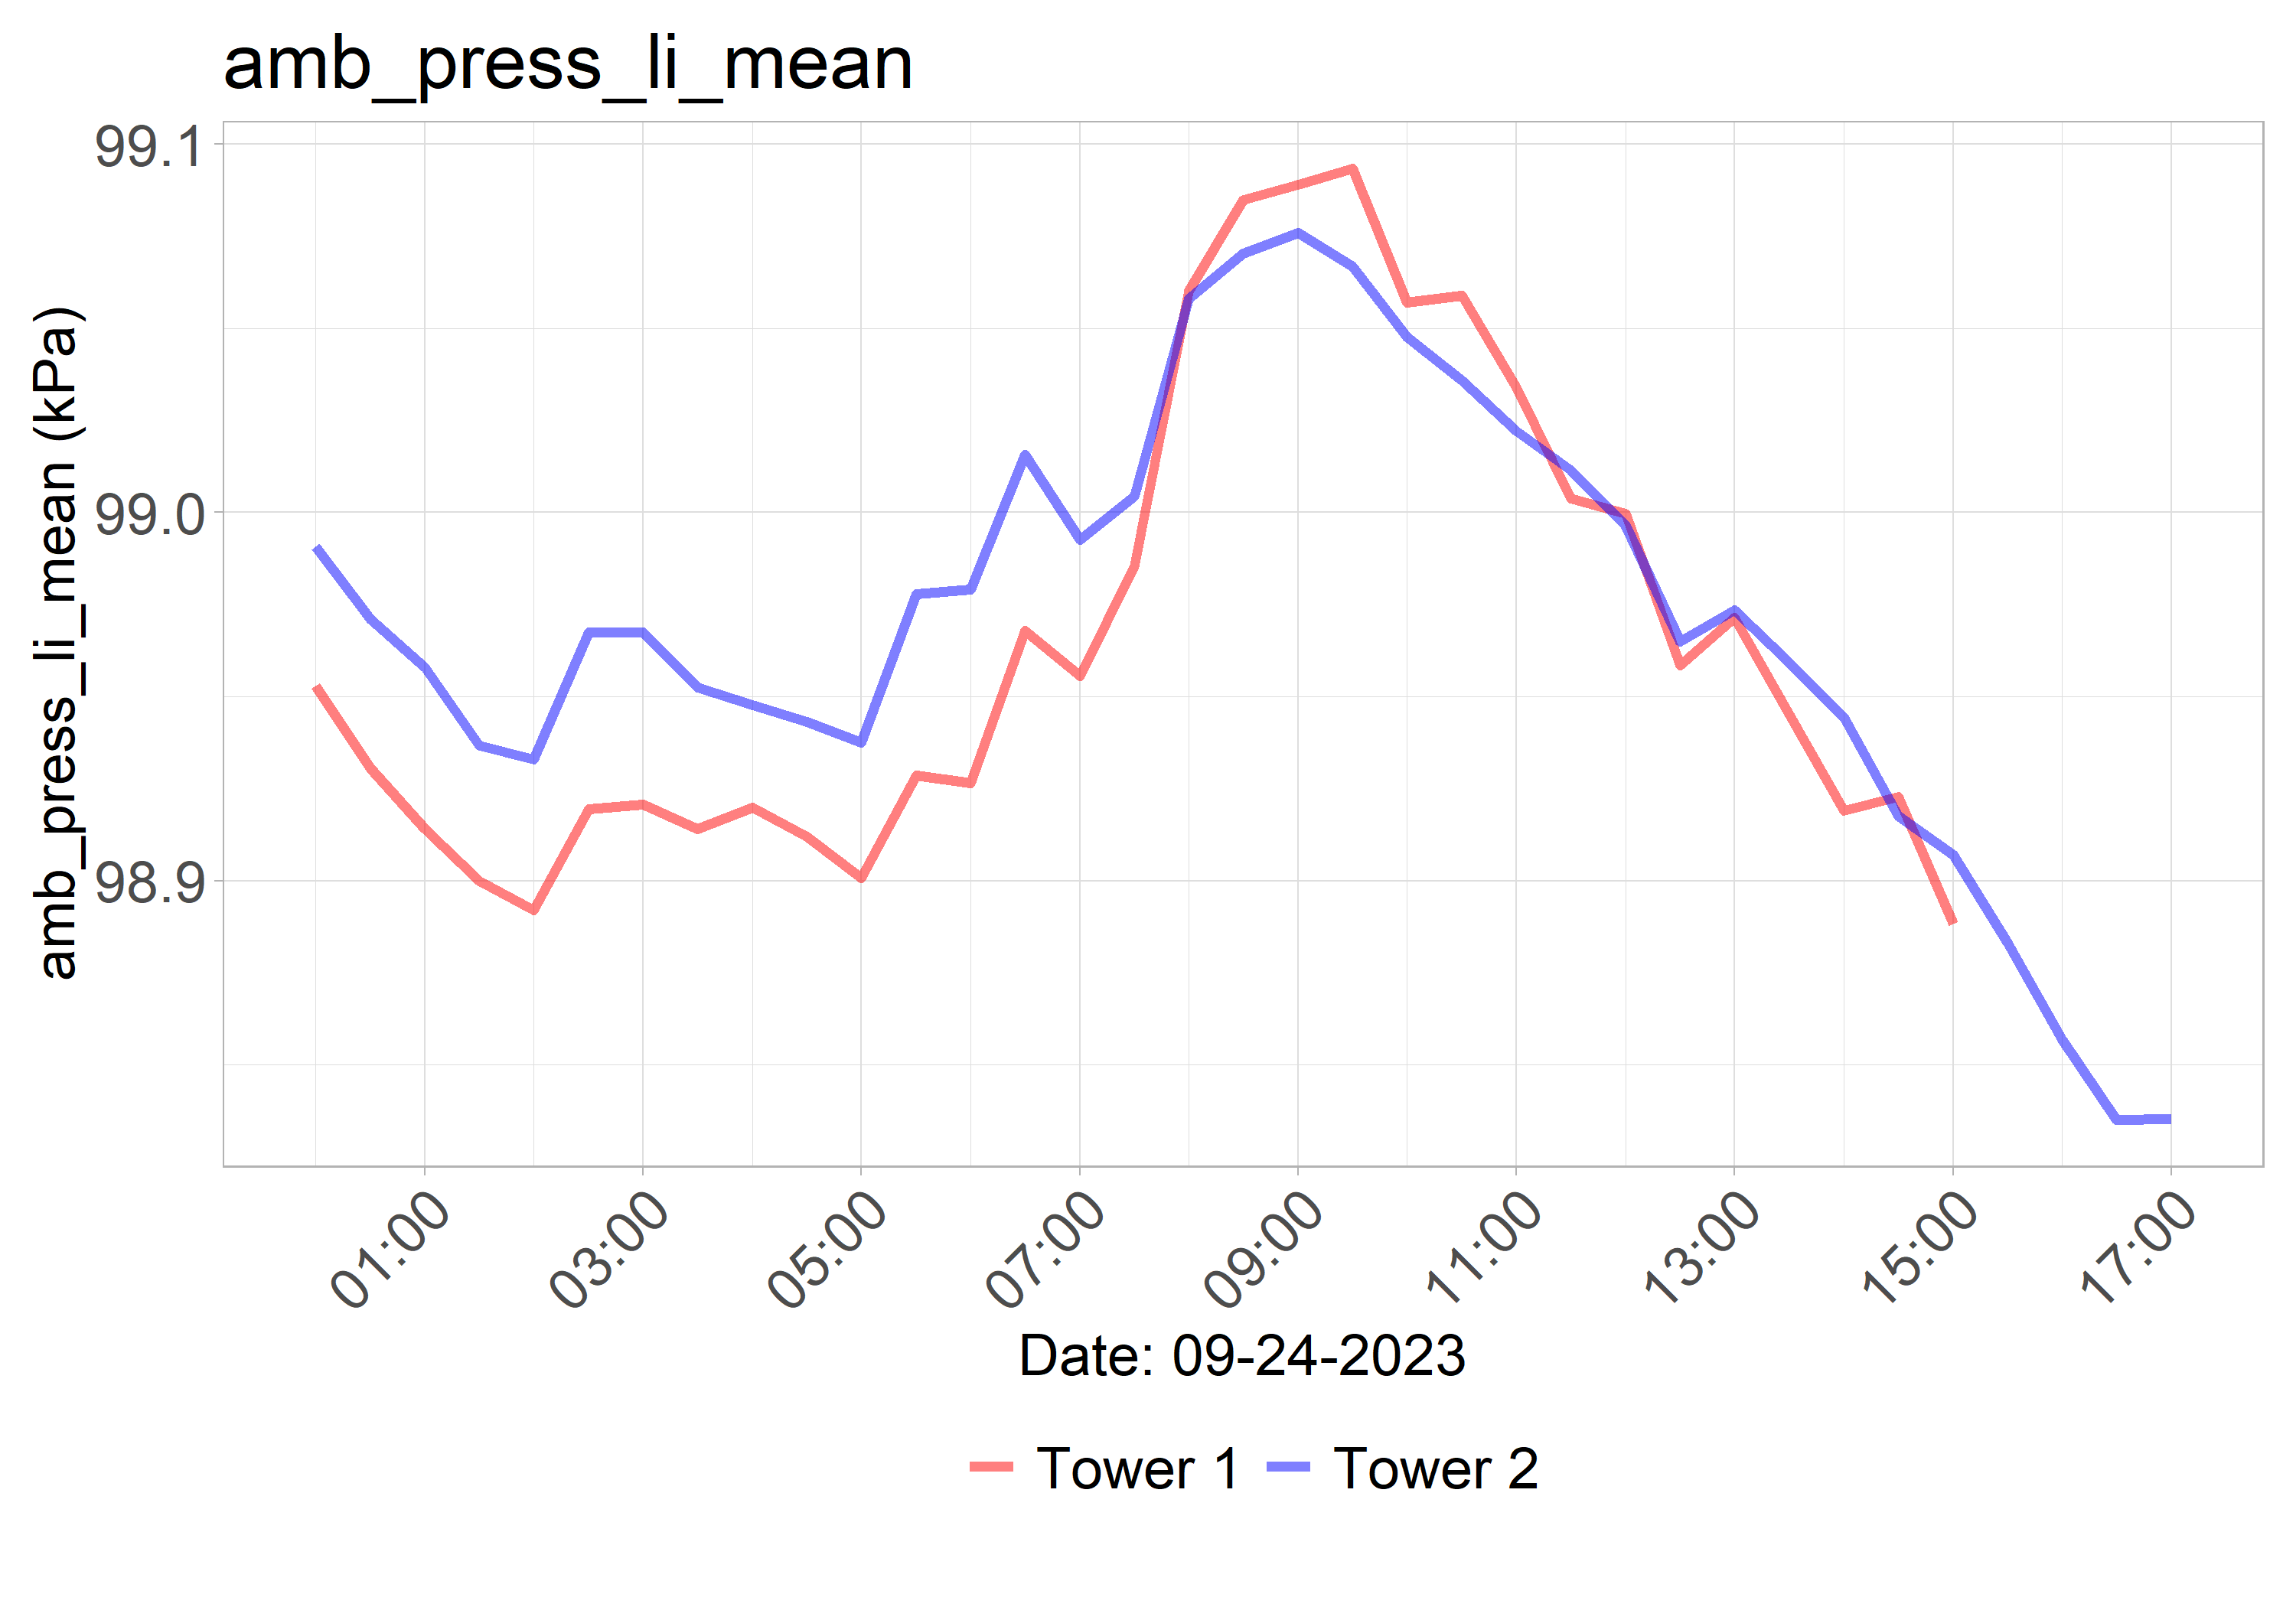 amb_press_li_mean
amb_press_li_mean (kPa)
99.1
99.0
98.9
01:00 03:00 05:00 07:00 09:00 11:00 13:00 15:00 17:00
Date: 09-24-2023
Tower 1 Tower 2